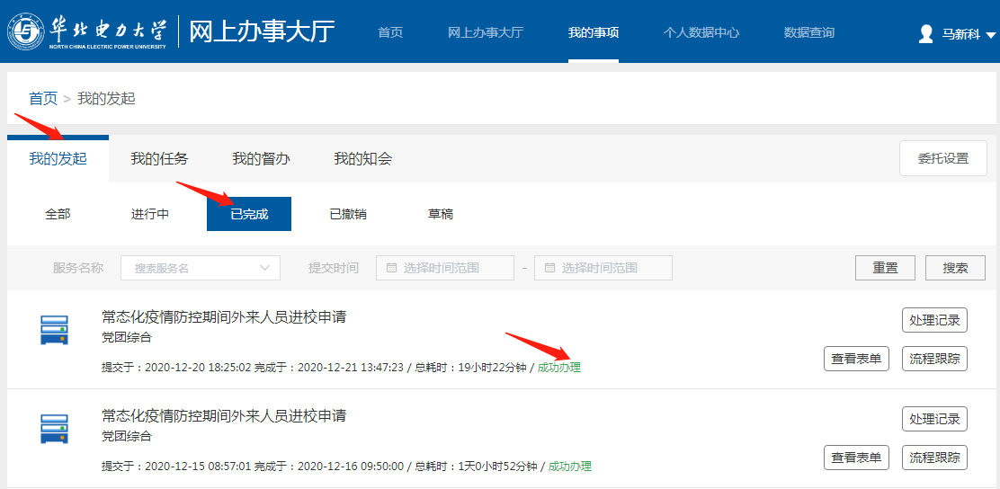 华北电力大学 网上办事大厅 首页 网上办事大厅 我的事项 个人数据中心 数据查询 马新科
NORTH CHINA ELECTRIC POWER UNIVERSITY
首页 > 我的发起
我的发起 我的任务 我的督办 我的知会 委托设置
全部 进行中 已完成 已撤销 草稿
服务名称 搜索服务名 提交时间 选择时间范围 - 选择时间范围 重置 搜索
常态化疫情防控期间外来人员进校申请 处理记录
党团综合
查看表单 流程跟踪
提交于：2020-12-20 18:25:02 完成于：2020-12-21 13:47:23 / 总耗时：19小时22分钟 / 成功办理
常态化疫情防控期间外来人员进校申请 处理记录
党团综合
查看表单 流程跟踪
提交于：2020-12-15 08:57:01 完成于：2020-12-16 09:50:00 / 总耗时：1天0小时52分钟 / 成功办理